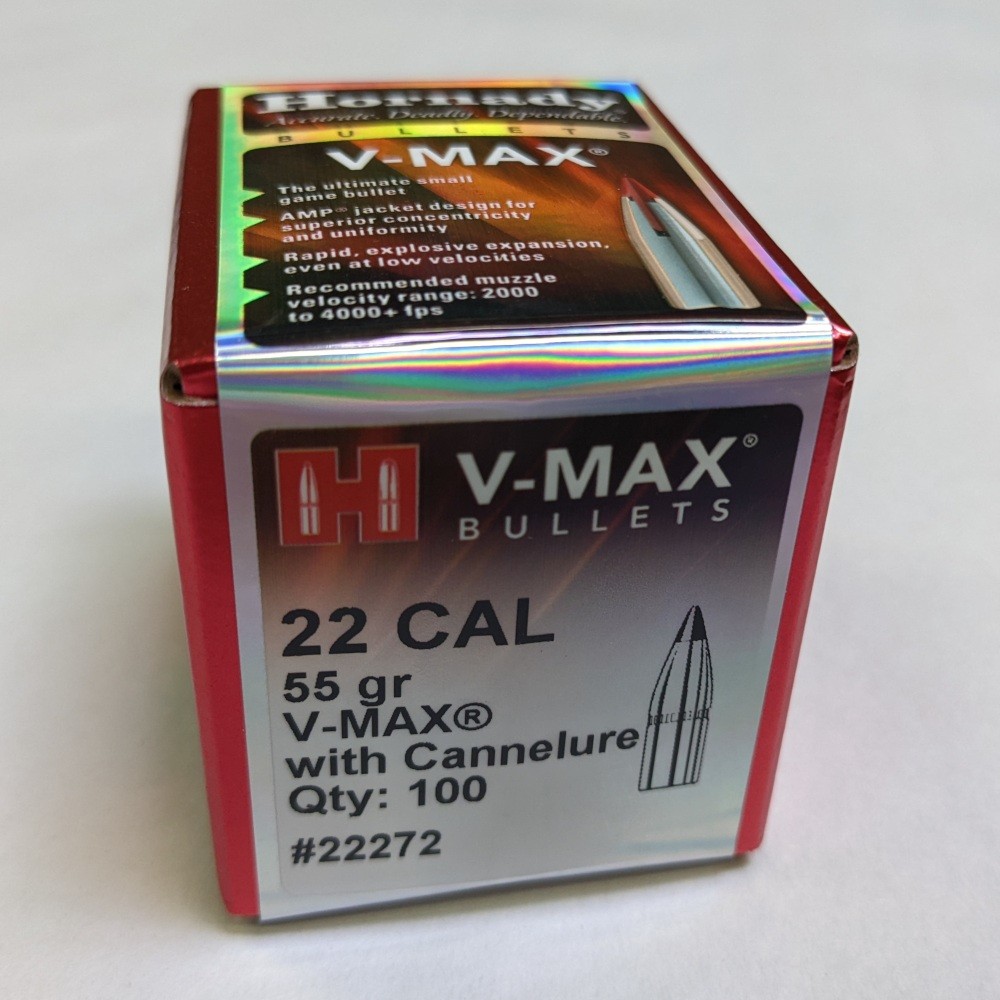 Hornady
Accurate. Deadly. Dependable.
BULLETS
V-MAX®
The ultimate small
game bullet
AMP® jacket design for
superior concentricity
and uniformity
Rapid, explosive expansion,
even at low velocities
Recommended muzzle
velocity range: 2000
to 4000+ fps
H
V-MAX®
BULLETS
22 CAL
55 gr
V-MAX®
with Cannelure
Qty: 100
#22272